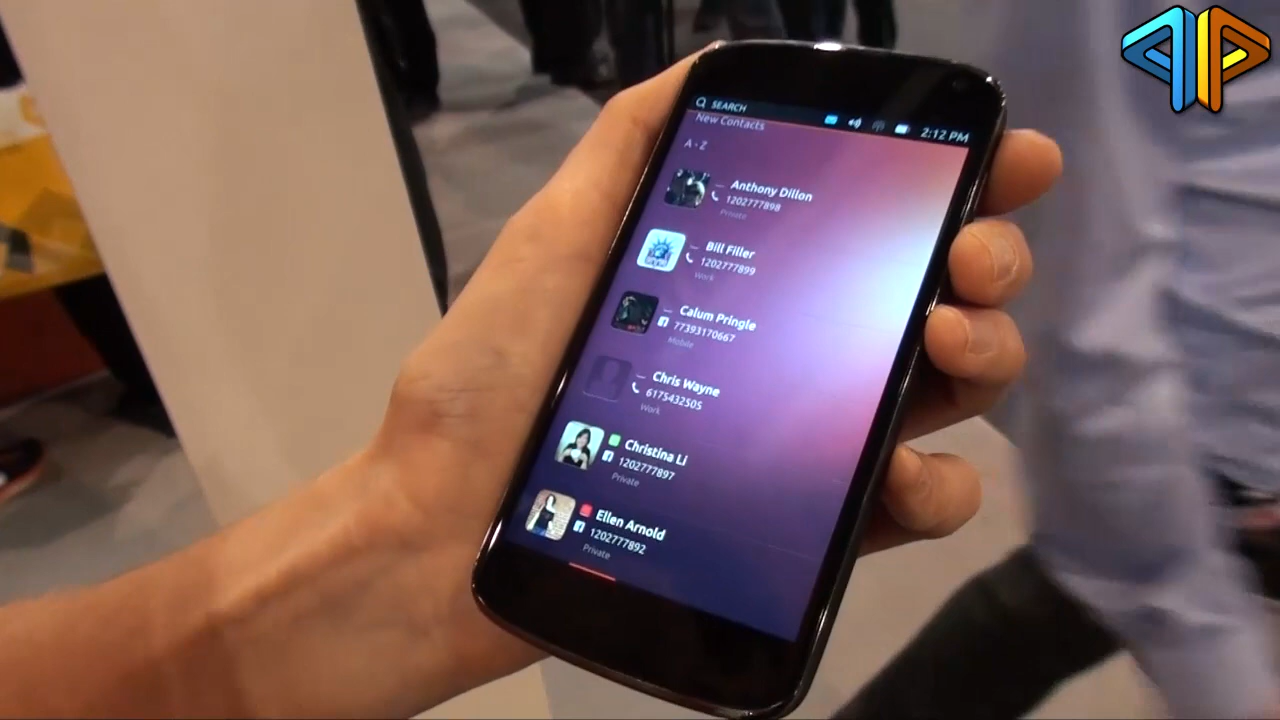 SEARCH
2:12 PM
New Contacts
A - Z
Anthony Dillon
1202777898
Private
Bill Filler
1202777899
Work
Calum Pringle
77393170667
Mobile
Chris Wayne
6175432505
Work
Christina Li
1202777897
Private
Ellen Arnold
1202777892
Private